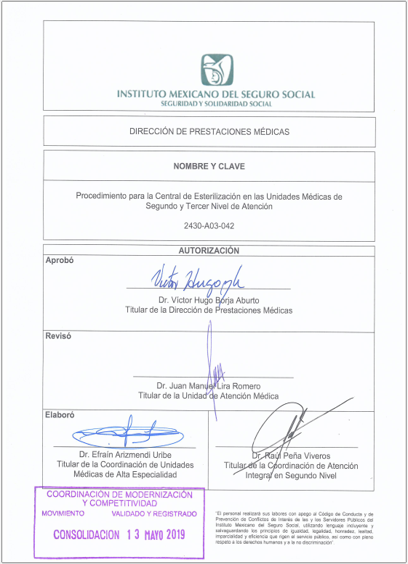 INSTITUTO MEXICANO DEL SEGURO SOCIAL
SEGURIDAD Y SOLIDARIDAD SOCIAL
DIRECCIÓN DE PRESTACIONES MÉDICAS
NOMBRE Y CLAVE
Procedimiento para la Central de Esterilización en las Unidades Médicas de
Segundo y Tercer Nivel de Atención
2430-A03-042
AUTORIZACIÓN
Aprobó
Dr. Víctor Hugo Borja Aburto
Titular de la Dirección de Prestaciones Médicas
Revisó
Dr. Juan Manuel Lira Romero
Titular de la Unidad de Atención Médica
Elaboró
Dr. Efraín Arizmendi Uribe
Titular de la Coordinación de Unidades
Médicas de Alta Especialidad
Dr. Raúl Peña Viveros
Titular de la Coordinación de Atención
Integral en Segundo Nivel
COORDINACIÓN DE MODERNIZACIÓN
Y COMPETITIVIDAD
MOVIMIENTO VALIDADO Y REGISTRADO
CONSOLIDACION 13 MAYO 2019
"El personal realizará sus labores con apego al Código de Conducta y de
Prevención de Conflictos de Interés de las y los Servidores Públicos del
Instituto Mexicano del Seguro Social, utilizando lenguaje incluyente y
salvaguardando los principios de legalidad, honradez, lealtad,
imparcialidad y eficiencia que rigen el servicio público, así como con pleno
respeto a los derechos humanos y a la no discriminación"